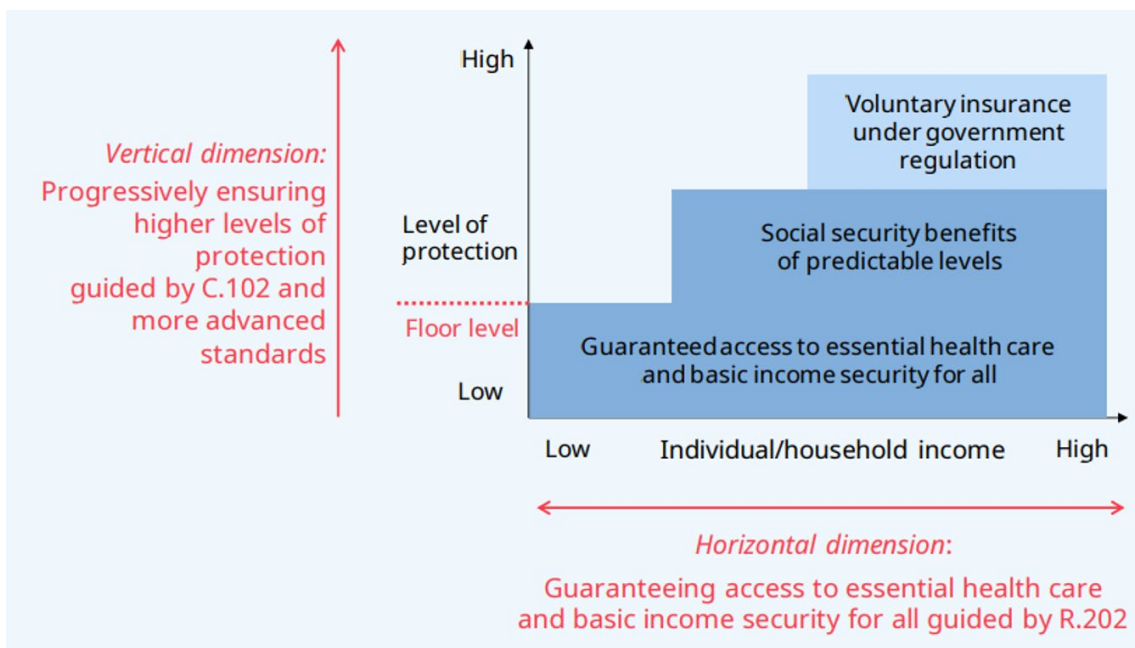 High
Voluntary insurance
under government
regulation
Vertical dimension:
Progressively ensuring
higher levels of
protection
guided by C.102 and
more advanced
standards
Level of
protection
Social security benefits
of predictable levels
Floor level
Guaranteed access to essential health care
and basic income security for all
Low
Low Individual/household income High
Horizontal dimension:
Guaranteeing access to essential health care
and basic income security for all guided by R.202